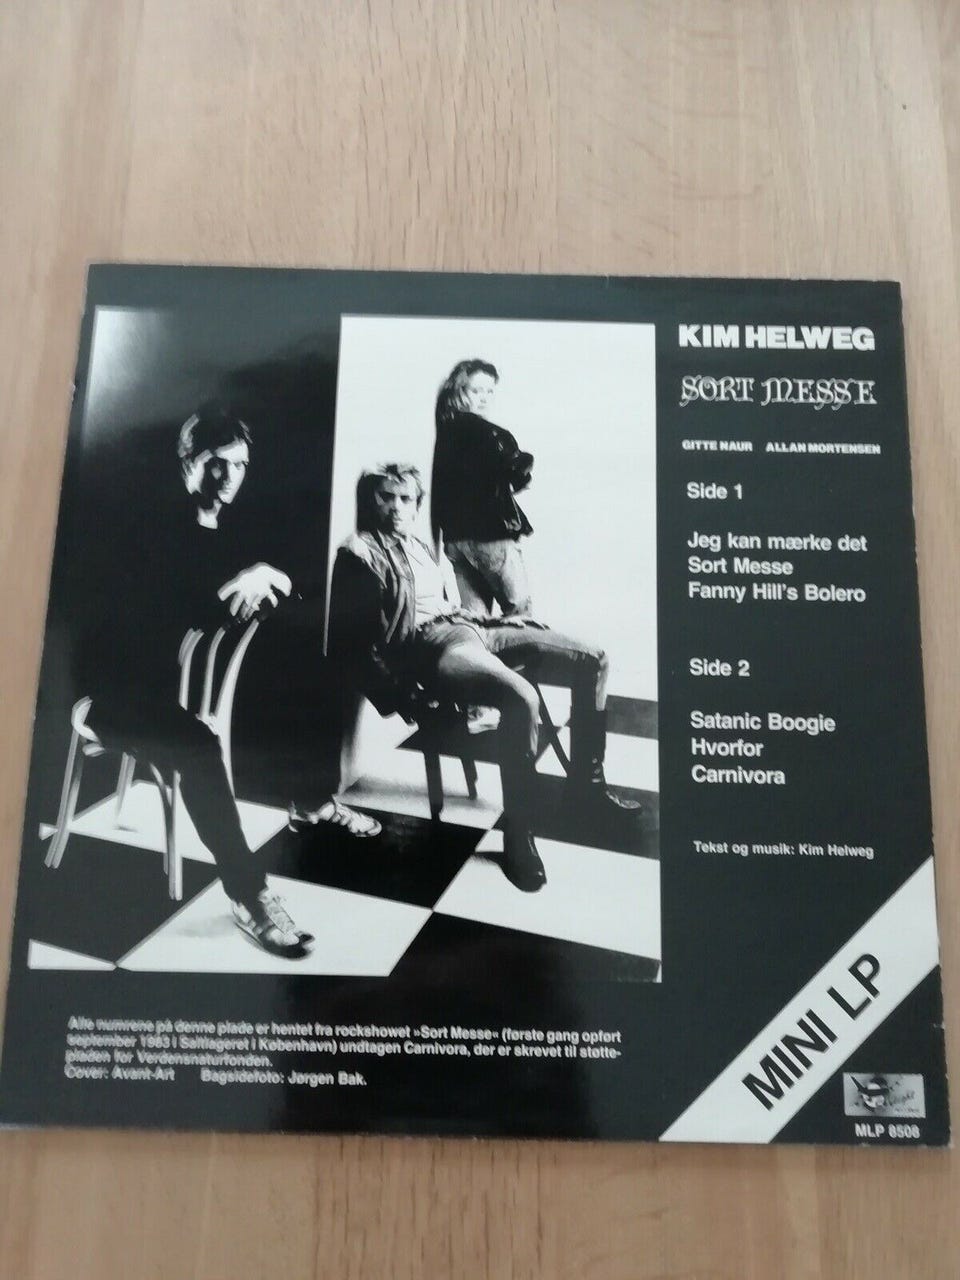 KIM HELWEG
SORT MESSE
GITTE NAUR ALLAN MORTENSEN
Side 1
Jeg kan mærke det
Sort Messe
Fanny Hill's Bolero
Side 2
Satanic Boogie
Hvorfor
Carnivora
Tekst og musik: Kim Helweg
Alle numrene på denne plade er hentet fra rockshowet »Sort Messe« (første gang opført
september 1983 i Saltlageret i København) undtagen Carnivora, der er skrevet til støtte-
pladen for Verdensnaturfonden.
Cover: Avant-Art Bagsidefoto: Jørgen Bak.
MINI LP
MLP 8508